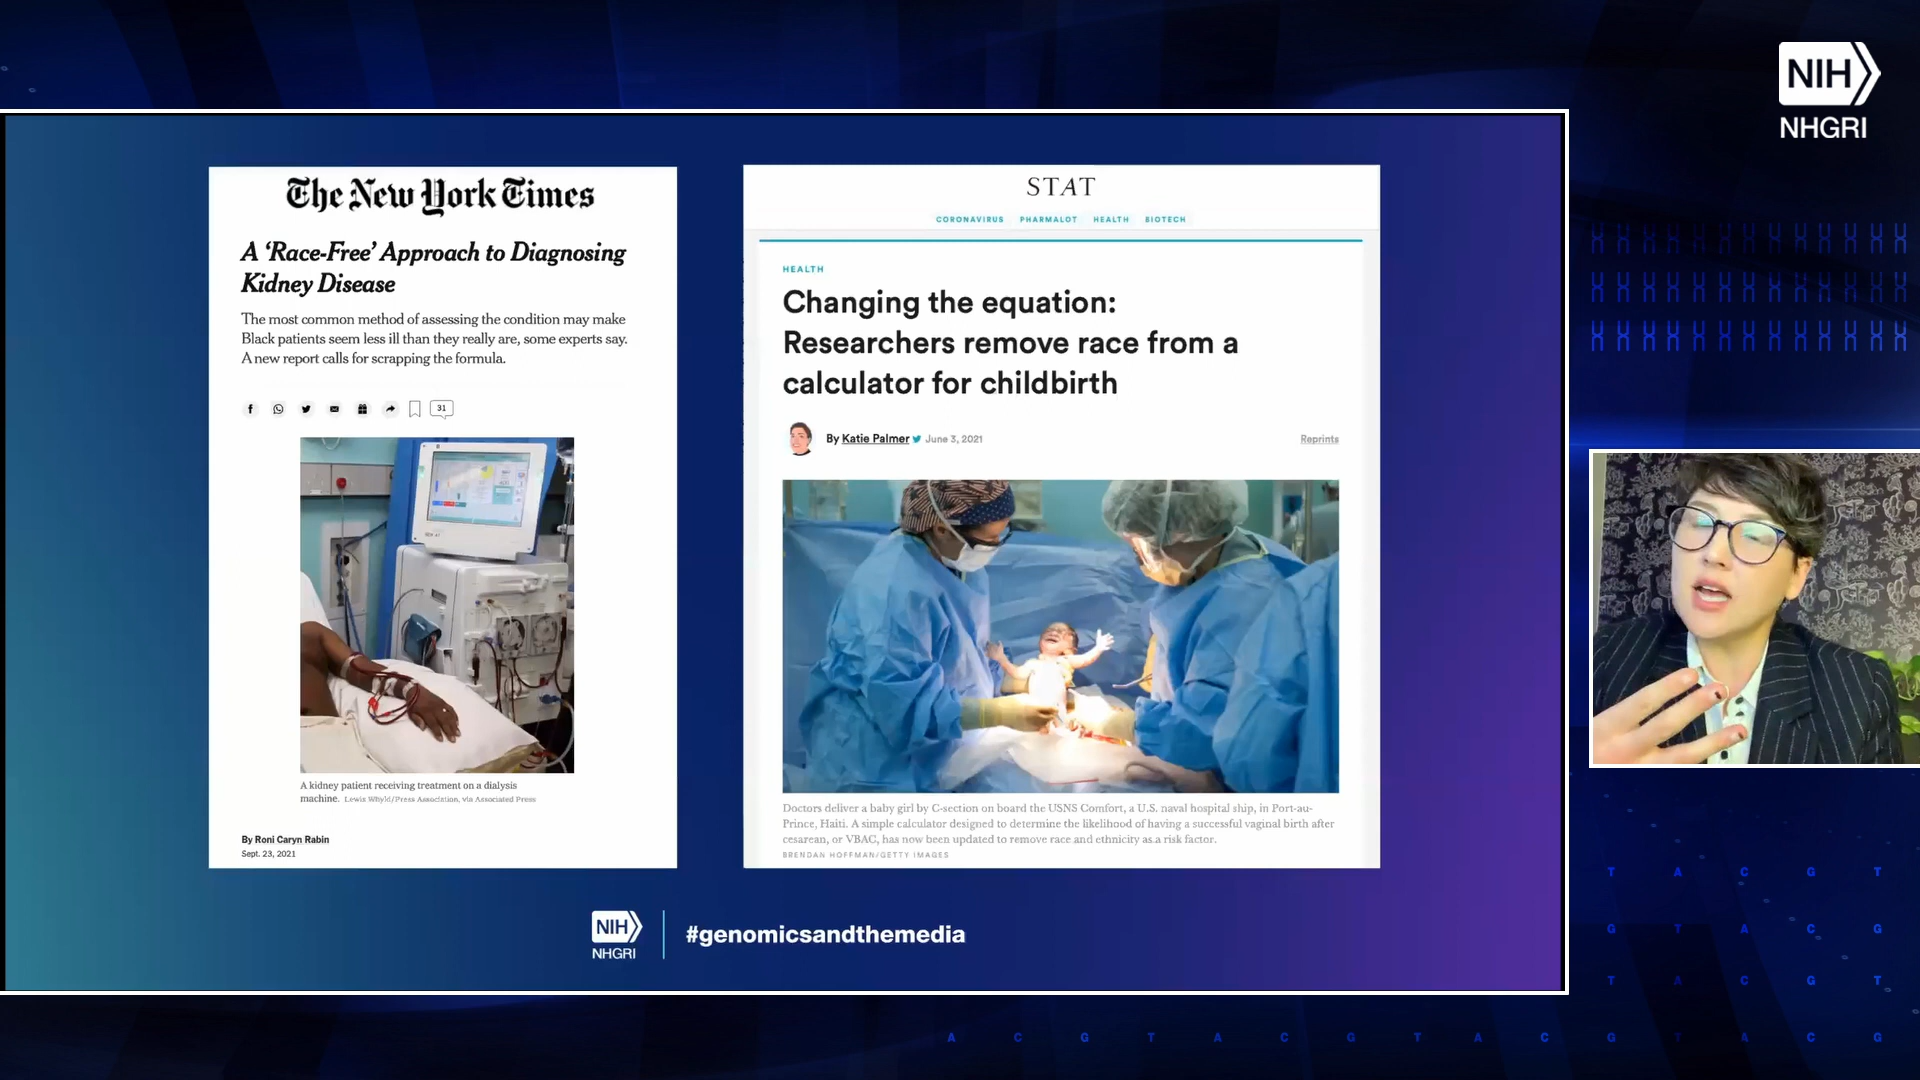 NIH
NHGRI
The New York Times
A ‘Race-Free’ Approach to Diagnosing
Kidney Disease
The most common method of assessing the condition may make
Black patients seem less ill than they really are, some experts say.
A new report calls for scrapping the formula.
31
A kidney patient receiving treatment on a dialysis
machine. Lewis Whyld/Press Association, via Associated Press
By Roni Caryn Rabin
Sept. 23, 2021
STAT
CORONAVIRUS PHARMALOT HEALTH BIOTECH
HEALTH
Changing the equation:
Researchers remove race from a
calculator for childbirth
By Katie Palmer June 3, 2021
Reprints
Doctors deliver a baby girl by C-section on board the USNS Comfort, a U.S. naval hospital ship, in Port-au-
Prince, Haiti. A simple calculator designed to determine the likelihood of having a successful vaginal birth after
cesarean, or VBAC, has now been updated to remove race and ethnicity as a risk factor.
BRENDAN HOFFMAN/GETTY IMAGES
NIH
NHGRI
#genomicsandthemedia
T A C G T
G T A C G
T A C G T
A C G T A C G T A C G T A C G